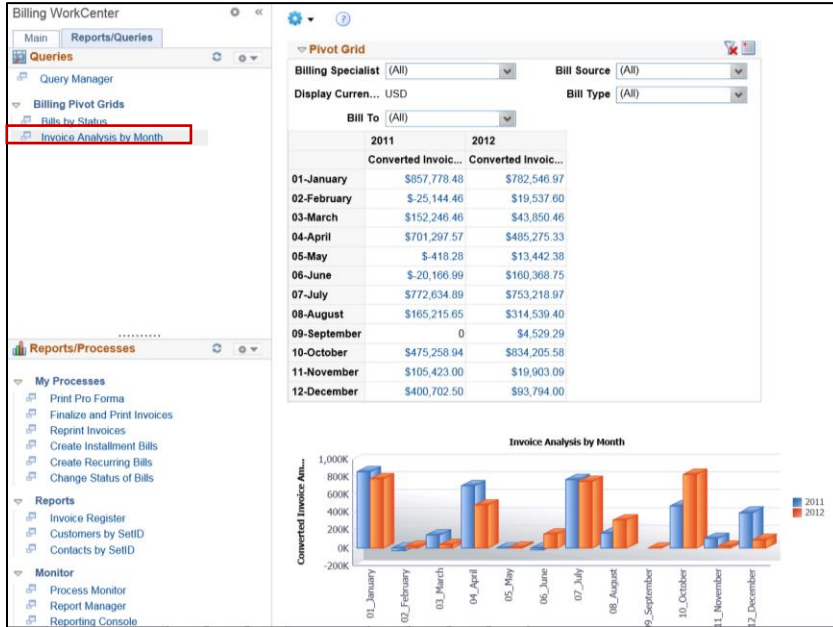 Billing WorkCenter
Main Reports/Queries
Queries
Query Manager
Billing Pivot Grids
Bills by Status
Invoice Analysis by Month
Reports/Processes
My Processes
Print Pro Forma
Finalize and Print Invoices
Reprint Invoices
Create Installment Bills
Create Recurring Bills
Change Status of Bills
Reports
Invoice Register
Customers by SetID
Contacts by SetID
Monitor
Process Monitor
Report Manager
Reporting Console
Pivot Grid
Billing Specialist (All) Bill Source (All)
Display Curren... USD Bill Type (All)
Bill To (All)
2011 2012
Converted Invoic... Converted Invoic...
01-January $857,778.48 $782,546.97
02-February $-25,144.46 $19,537.60
03-March $152,246.46 $43,850.46
04-April $701,297.57 $485,275.33
05-May $-418.28 $13,442.38
06-June $-20,166.99 $160,368.75
07-July $772,634.89 $753,218.97
08-August $165,215.65 $314,539.40
09-September 0 $4,529.29
10-October $475,258.94 $834,205.58
11-November $105,423.00 $19,903.09
12-December $400,702.50 $93,794.00
Invoice Analysis by Month
Converted Invoice Am...
1,000K
800K
600K
400K
200K
0K
-200K
01_January
02_February
03_March
04_April
05_May
06_June
07_July
08_August
09_September
10_October
11_November
12_December
2011
2012